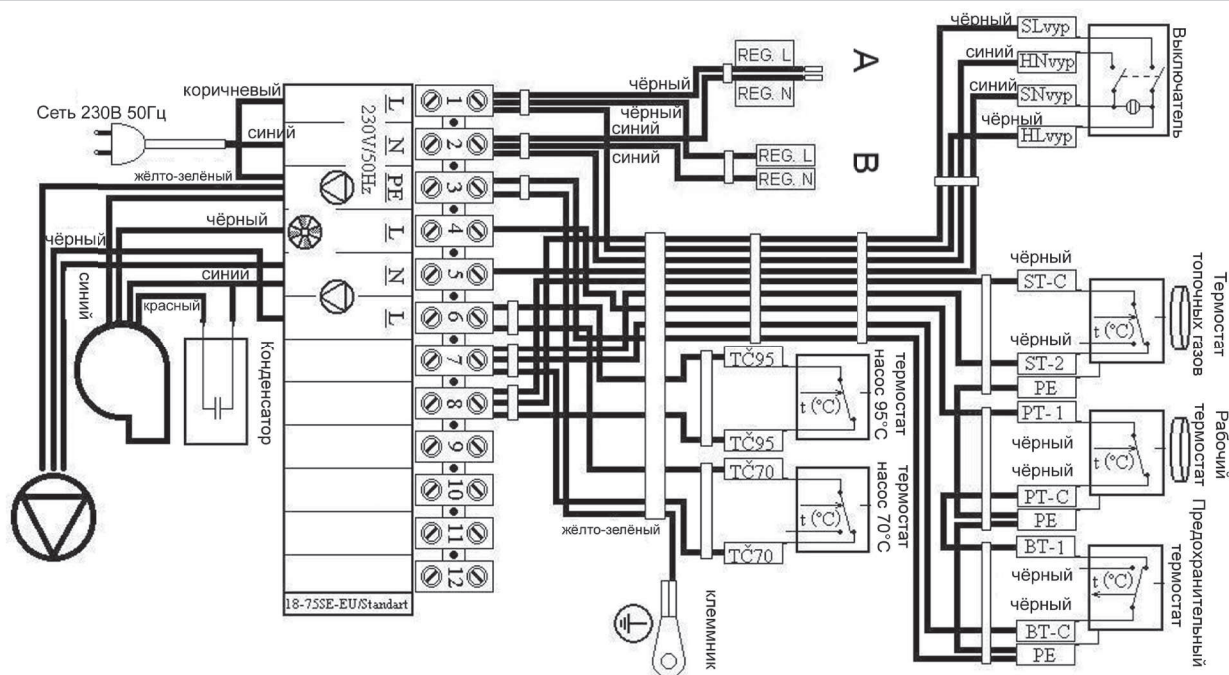 коричневый
Сеть 230В 50Гц
синий
жёлто-зелёный
чёрный
чёрный
синий
синий
красный
Конденсатор
230V/50Hz
L
N
PE
L
N
L
18-75SE-EU/Standart
1
2
3
4
5
6
7
8
9
10
11
12
REG. L
REG. N
A
чёрный
чёрный
синий
синий
REG. L
REG. N
B
чёрный
SLvyp
синий
HNvyp
синий
SNvyp
чёрный
HLvyp
Выключатель
чёрный
ST-C
t (°C)
чёрный
ST-2
PE
Термостат
топочных газов
PT-1
чёрный
t (°C)
чёрный
PT-C
PE
Рабочий
термостат
BT-1
чёрный
t (°C)
чёрный
BT-C
PE
Предохранительный
термостат
TČ95
t (°C)
TČ95
термостат
насос 95°C
TČ70
t (°C)
TČ70
термостат
насос 70°C
жёлто-зелёный
клеммник